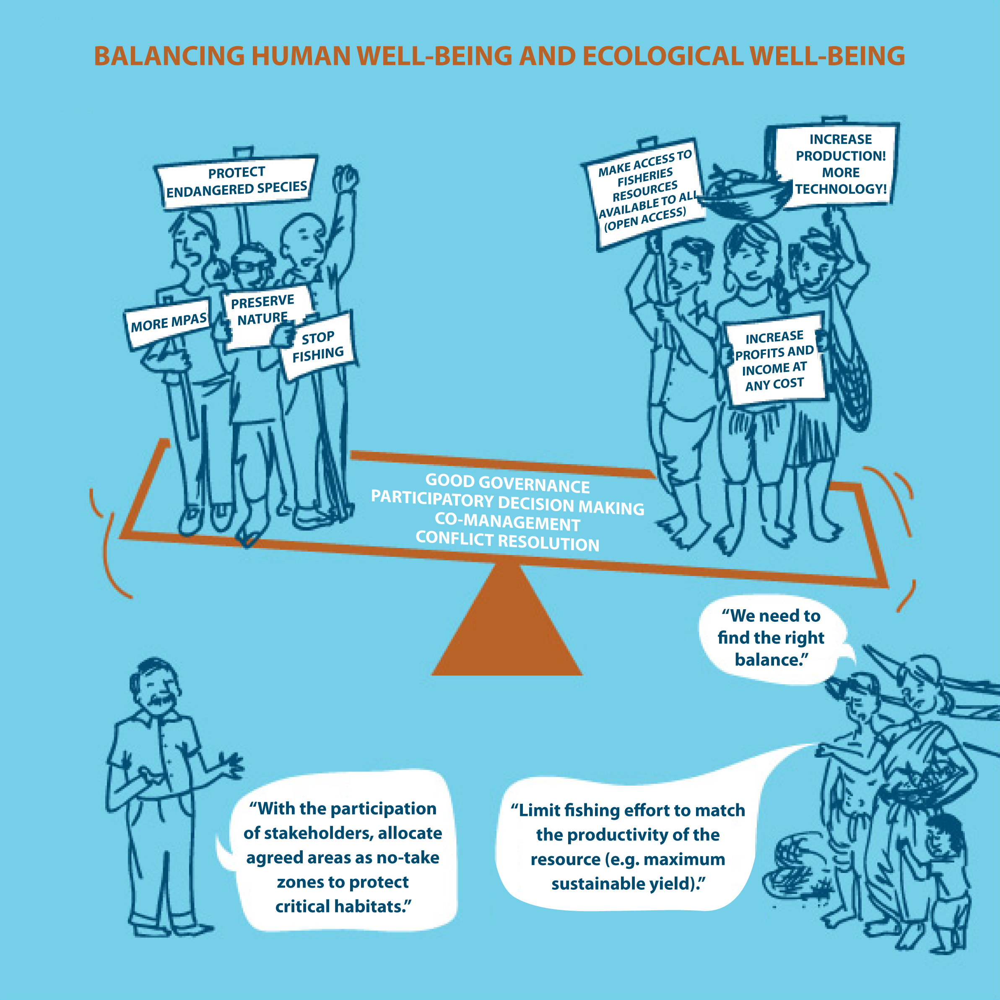 BALANCING HUMAN WELL-BEING AND ECOLOGICAL WELL-BEING
PROTECT
ENDANGERED SPECIES
MORE MPAS
PRESERVE
NATURE
STOP
FISHING
MAKE ACCESS TO
FISHERIES
RESOURCES
AVAILABLE TO ALL
(OPEN ACCESS)
INCREASE
PRODUCTION!
MORE
TECHNOLOGY!
INCREASE
PROFITS AND
INCOME AT
ANY COST
GOOD GOVERNANCE
PARTICIPATORY DECISION MAKING
CO-MANAGEMENT
CONFLICT RESOLUTION
“We need to
find the right
balance.”
“With the participation
of stakeholders, allocate
agreed areas as no-take
zones to protect
critical habitats.”
“Limit fishing effort to match
the productivity of the
resource (e.g. maximum
sustainable yield).”